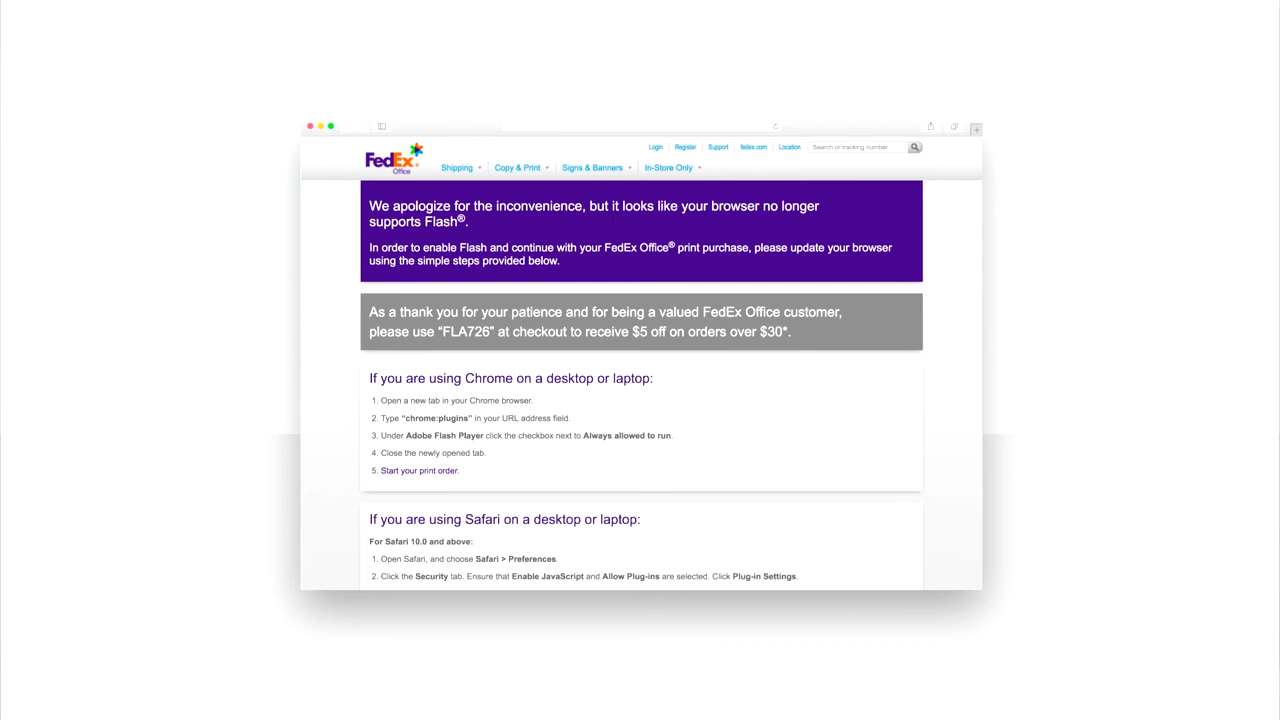 Login Register Support fedex.com Location Search or tracking number
FedEx®
Office
Shipping Copy & Print Signs & Banners In-Store Only
We apologize for the inconvenience, but it looks like your browser no longer
supports Flash®.
In order to enable Flash and continue with your FedEx Office® print purchase, please update your browser
using the simple steps provided below.
As a thank you for your patience and for being a valued FedEx Office customer,
please use “FLA726” at checkout to receive $5 off on orders over $30*.
If you are using Chrome on a desktop or laptop:
1. Open a new tab in your Chrome browser.
2. Type “chrome:plugins” in your URL address field.
3. Under Adobe Flash Player click the checkbox next to Always allowed to run.
4. Close the newly opened tab.
5. Start your print order.
If you are using Safari on a desktop or laptop:
For Safari 10.0 and above:
1. Open Safari, and choose Safari > Preferences.
2. Click the Security tab. Ensure that Enable JavaScript and Allow Plug-ins are selected. Click Plug-in Settings.